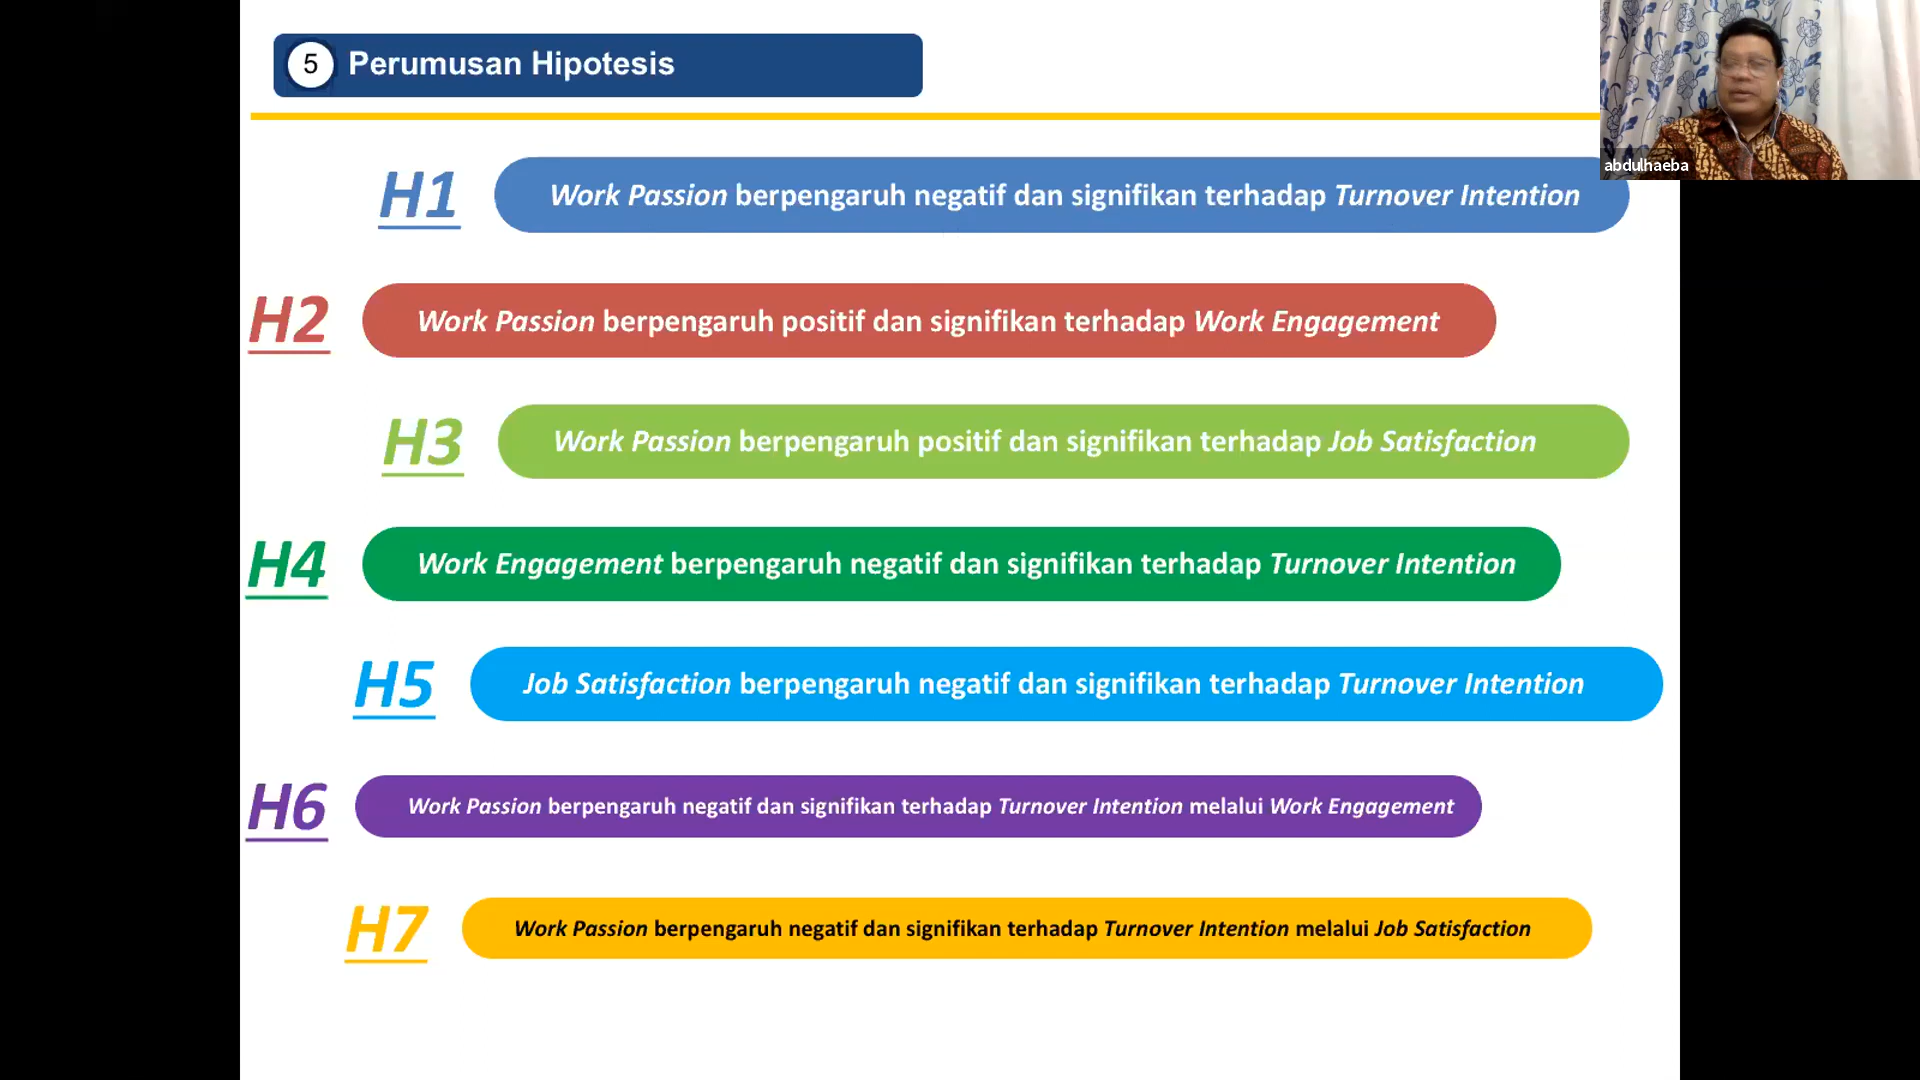 5 Perumusan Hipotesis
abdulhaeba
H1 Work Passion berpengaruh negatif dan signifikan terhadap Turnover Intention
H2 Work Passion berpengaruh positif dan signifikan terhadap Work Engagement
H3 Work Passion berpengaruh positif dan signifikan terhadap Job Satisfaction
H4 Work Engagement berpengaruh negatif dan signifikan terhadap Turnover Intention
H5 Job Satisfaction berpengaruh negatif dan signifikan terhadap Turnover Intention
H6 Work Passion berpengaruh negatif dan signifikan terhadap Turnover Intention melalui Work Engagement
H7 Work Passion berpengaruh negatif dan signifikan terhadap Turnover Intention melalui Job Satisfaction